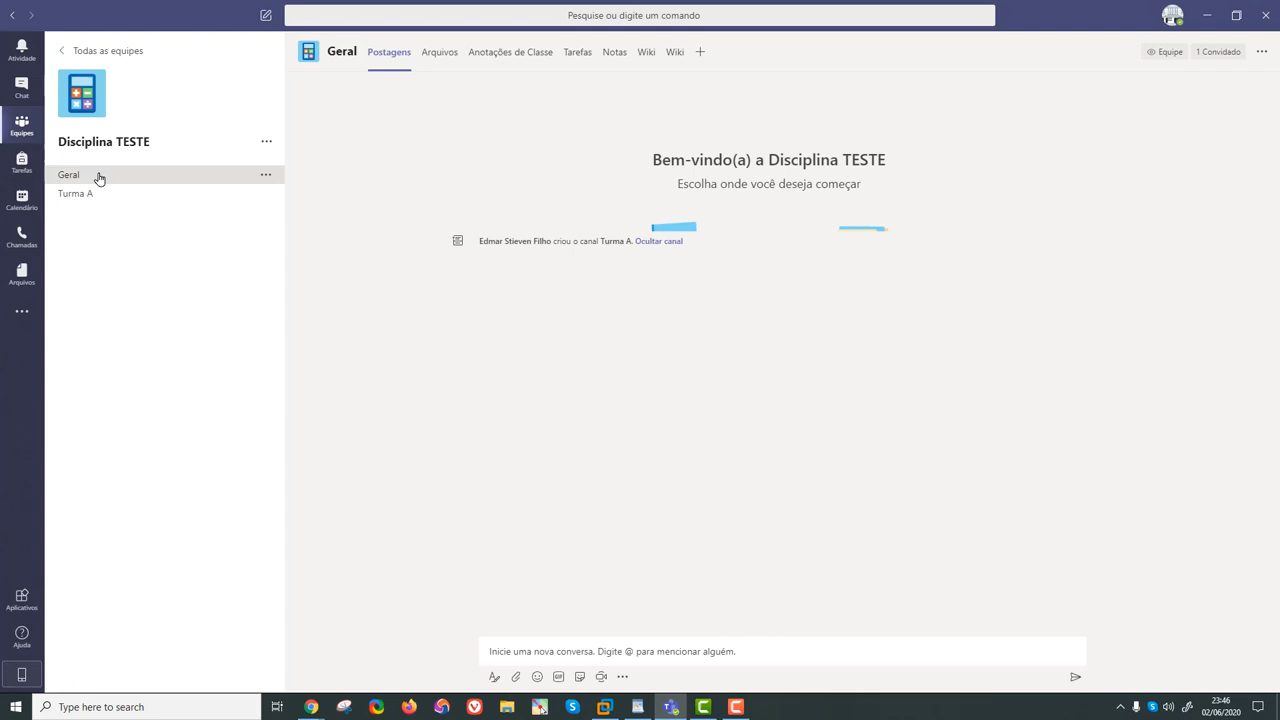 Pesquise ou digite um comando
Atividade
Chat
Equipes
Tarefas
Calendário
Chamadas
Arquivos
Aplicativos
Ajuda
Todas as equipes
Disciplina TESTE
Geral
Turma A
Geral
Postagens
Arquivos
Anotações de Classe
Tarefas
Notas
Wiki
Wiki
Equipe
1 Convidado
Bem-vindo(a) a Disciplina TESTE
Escolha onde você deseja começar
Edmar Stieven Filho criou o canal Turma A. Ocultar canal
Inicie uma nova conversa. Digite @ para mencionar alguém.
GIF
Type here to search
23:46
02/06/2020